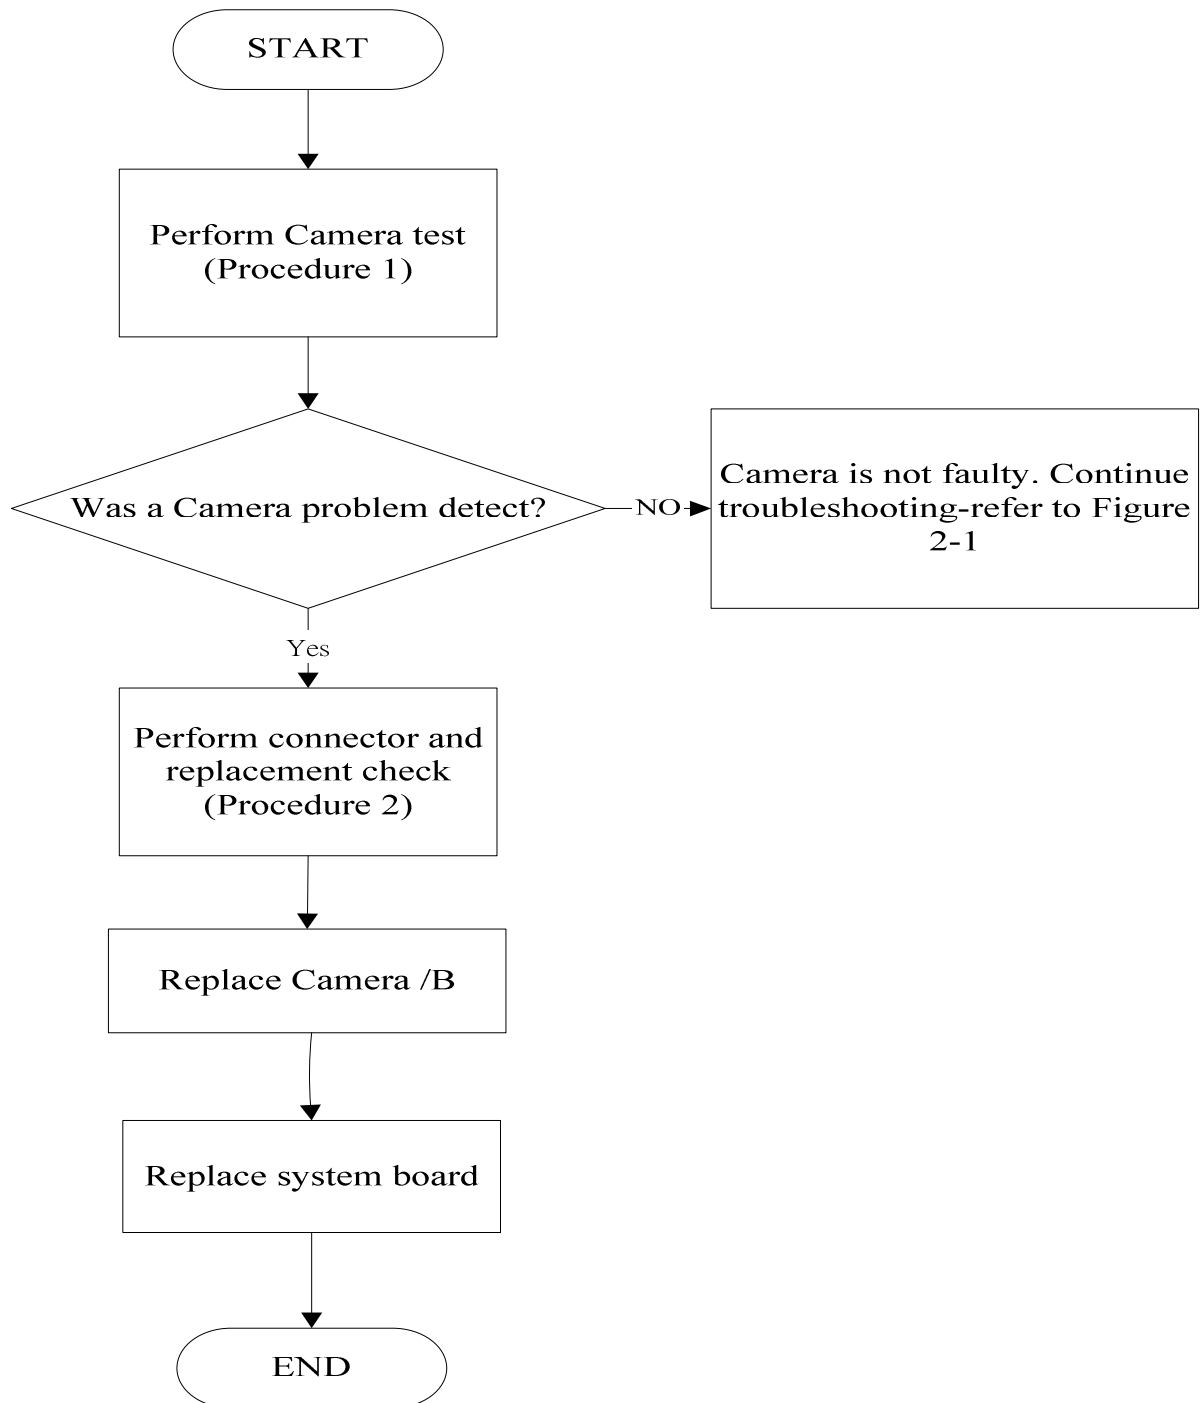 START
Perform Camera test
(Procedure 1)
Was a Camera problem detect?
NO
Camera is not faulty. Continue
troubleshooting-refer to Figure
2-1
Yes
Perform connector and
replacement check
(Procedure 2)
Replace Camera /B
Replace system board
END